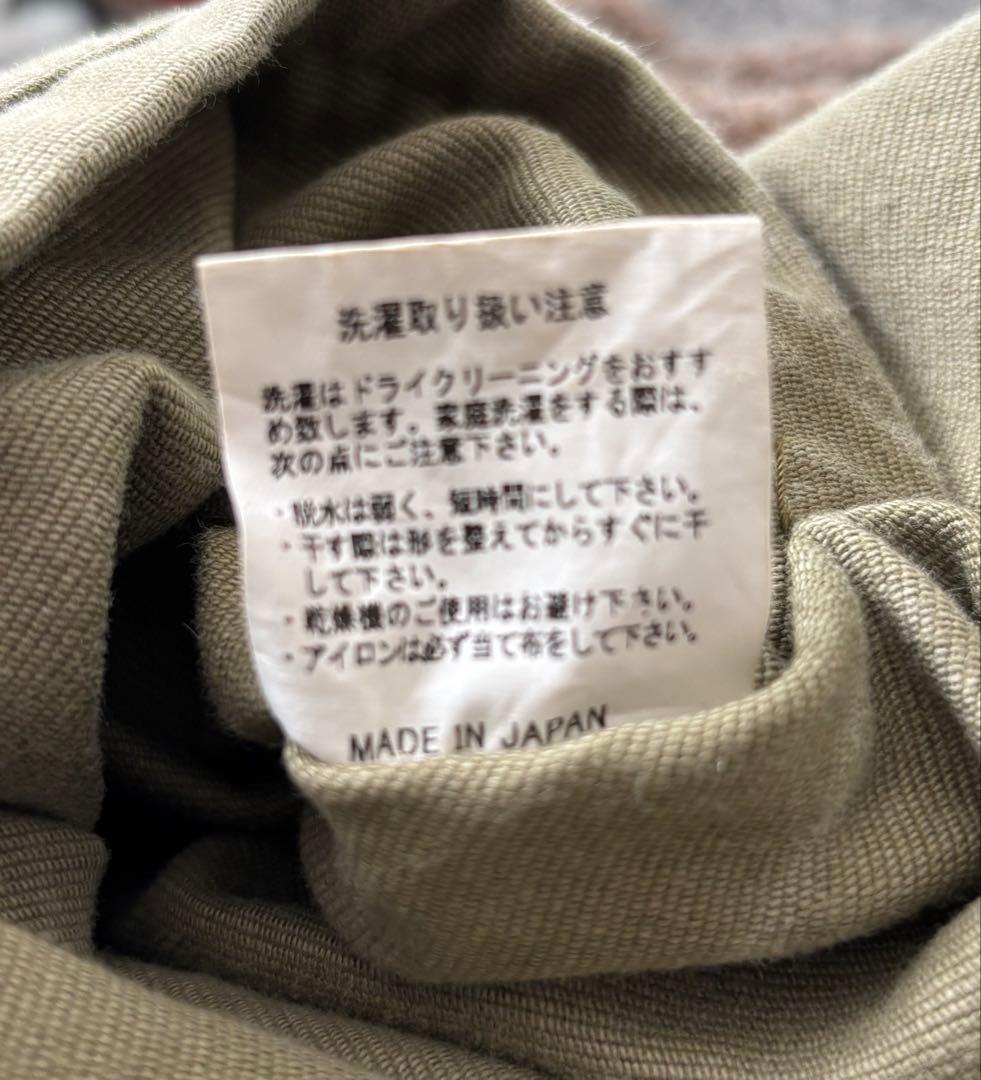 洗濯取り扱い注意
洗濯はドライクリーニングをおすす
め致します。家庭洗濯をする際は、
次の点にご注意下さい。
・脱水は弱く、短時間にして下さい。
・干す際は形を整えてからすぐに干
して下さい。
・乾燥機のご使用はお避け下さい。
・アイロンは必ず当て布をして下さい。
MADE IN JAPAN